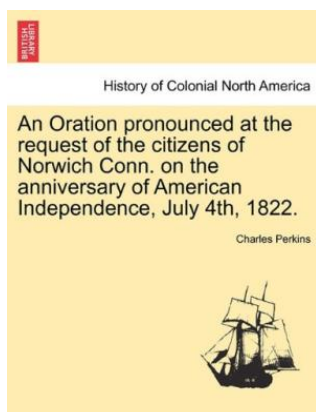 BRITISH
LIBRARY
History of Colonial North America
An Oration pronounced at the
request of the citizens of
Norwich Conn. on the
anniversary of American
Independence, July 4th, 1822.
Charles Perkins